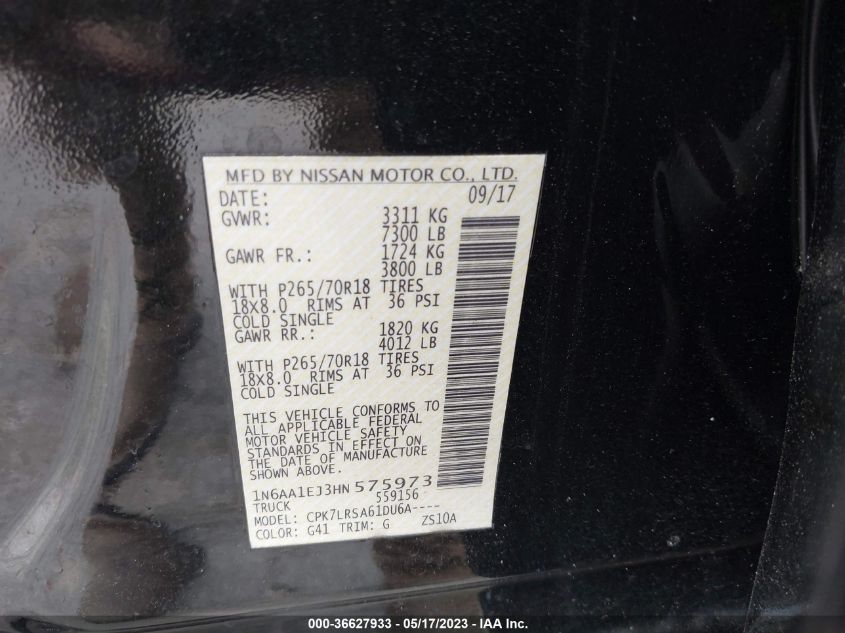 MFD BY NISSAN MOTOR CO., LTD.
DATE: 09/17
GVWR: 3311 KG
7300 LB
GAWR FR.: 1724 KG
3800 LB
WITH P265/70R18 TIRES
18X8.0 RIMS AT 36 PSI
COLD SINGLE
GAWR RR.: 1820 KG
4012 LB
WITH P265/70R18 TIRES
18X8.0 RIMS AT 36 PSI
COLD SINGLE
THIS VEHICLE CONFORMS TO
ALL APPLICABLE FEDERAL
MOTOR VEHICLE SAFETY
STANDARDS IN EFFECT ON
THE DATE OF MANUFACTURE
SHOWN ABOVE.
1N6AA1EJ3HN 575973
TRUCK 559156
MODEL: CPK7LRSA61DU6A----
COLOR: G41 TRIM: G ZS10A
000-36627933 - 05/17/2023 - IAA Inc.